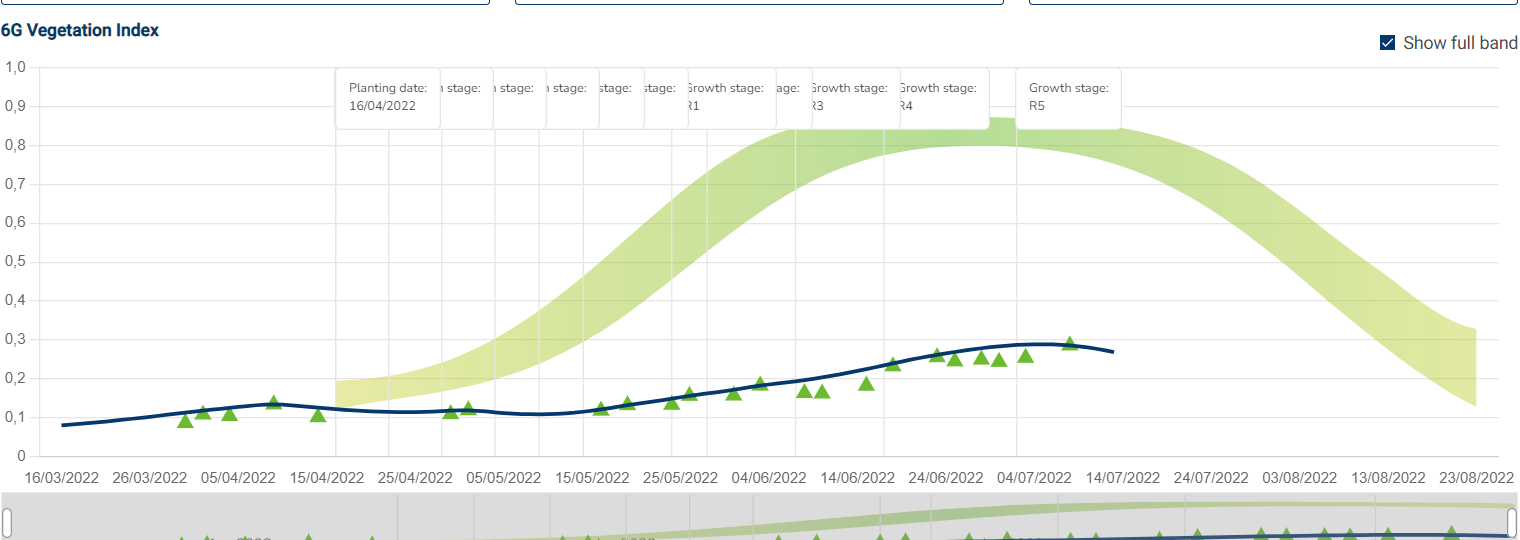 6G Vegetation Index
Show full band
1,0
0,9
0,8
0,7
0,6
0,5
0,4
0,3
0,2
0,1
0
Planting date:
16/04/2022
stage:
stage:
stage:
stage:
stage:
Growth stage:
R1
age:
Growth stage:
R3
Growth stage:
R4
Growth stage:
R5
16/03/2022 26/03/2022 05/04/2022 15/04/2022 25/04/2022 05/05/2022 15/05/2022 25/05/2022 04/06/2022 14/06/2022 24/06/2022 04/07/2022 14/07/2022 24/07/2022 03/08/2022 13/08/2022 23/08/2022